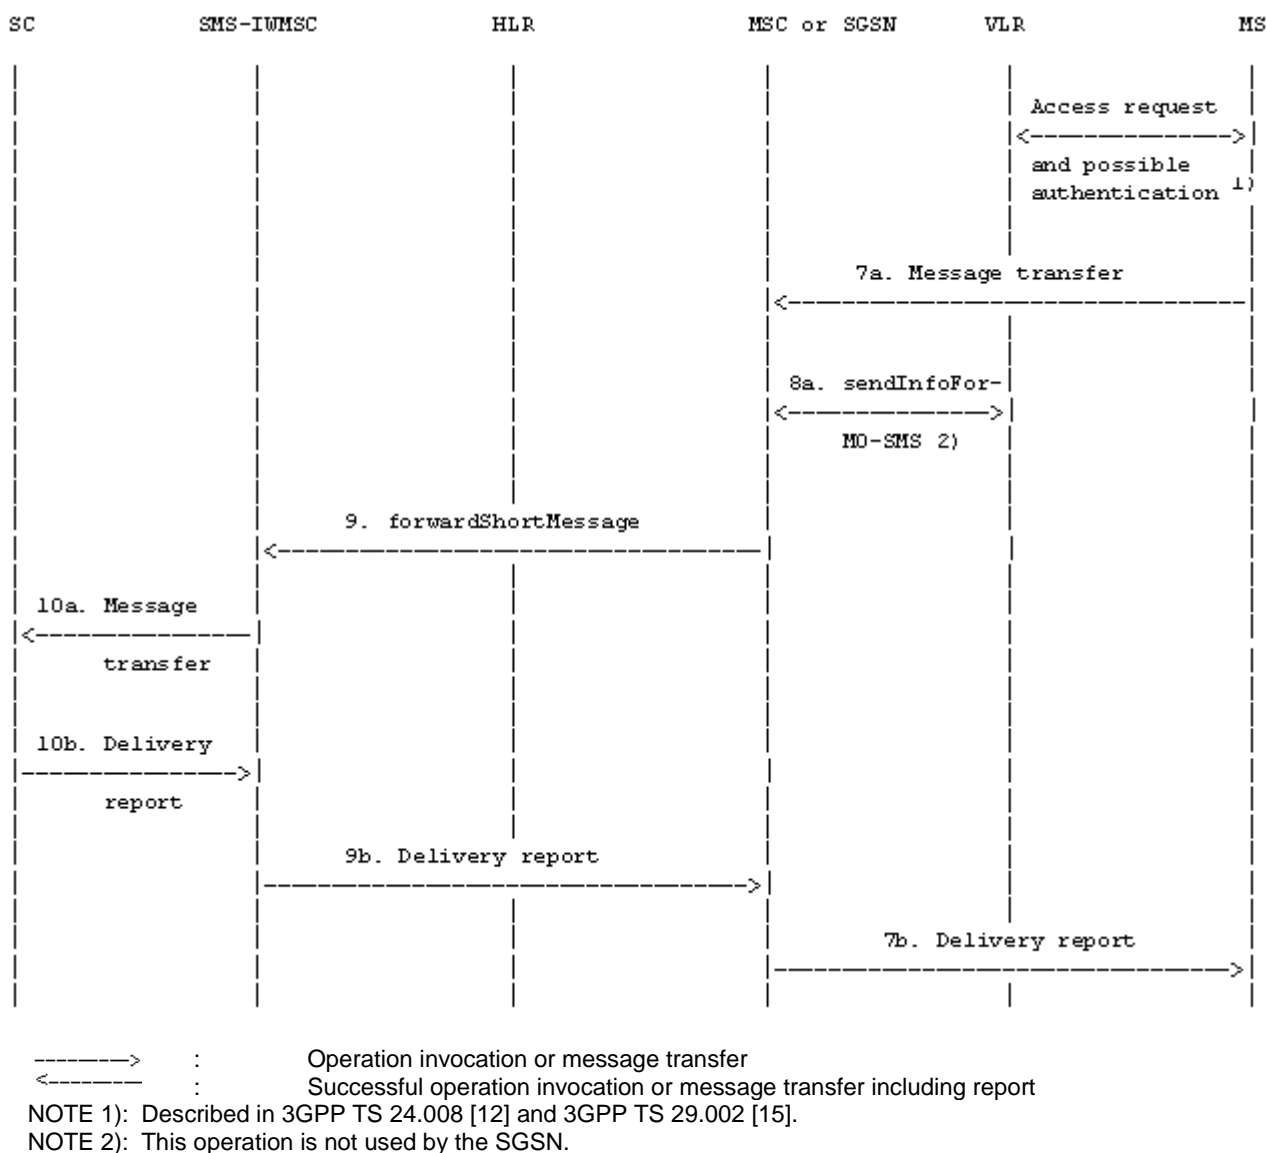 SC SMS-IWMSC HLR MSC or SGSN VLR MS
Access request
and possible
authentication 1)
7a. Message transfer
8a. sendInfoFor-
MO-SMS 2)
9. forwardShortMessage
10a. Message
transfer
10b. Delivery
report
9b. Delivery report
7b. Delivery report
: Operation invocation or message transfer
: Successful operation invocation or message transfer including report
NOTE 1): Described in 3GPP TS 24.008 [12] and 3GPP TS 29.002 [15].
NOTE 2): This operation is not used by the SGSN.